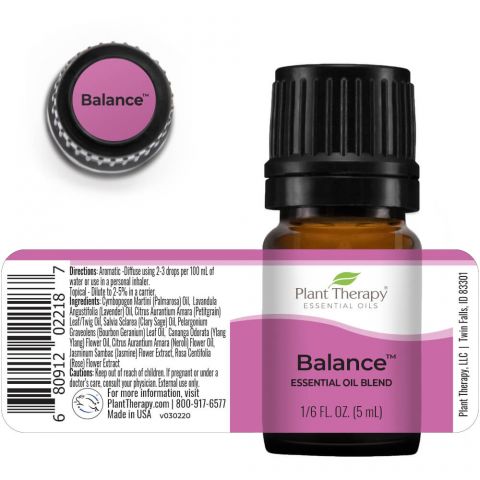 Balance™
Directions: Aromatic -Diffuse using 2-3 drops per 100 mL of
water or use in a personal inhaler.
Topical - Dilute to 2-5% in a carrier.
Ingredients: Cymbopogon Martini (Palmarosa) Oil, Lavandula
Angustifolia (Lavender) Oil, Citrus Aurantium Amara (Petitgrain)
Leaf/Twig Oil, Salvia Sclarea (Clary Sage) Oil, Pelargonium
Graveolens (Bourbon Geranium) Leaf Oil, Cananga Odorata (Ylang
Ylang) Flower Oil, Citrus Aurantium Amara (Neroli) Flower Oil,
Jasminum Sambac (Jasmine) Flower Extract, Rosa Centifolia
(Rose) Flower Extract
Cautions: Keep out of reach of children. If pregnant or under a
doctor's care, consult your physician. External use only.
For more information, visit
PlantTherapy.com | 800-917-6577
Made in USA v030220
6 80912 02218 7
Plant Therapy®
ESSENTIAL OILS
Balance™
ESSENTIAL OIL BLEND
1/6 FL. OZ. (5 mL)
Plant Therapy, LLC | Twin Falls, ID 83301